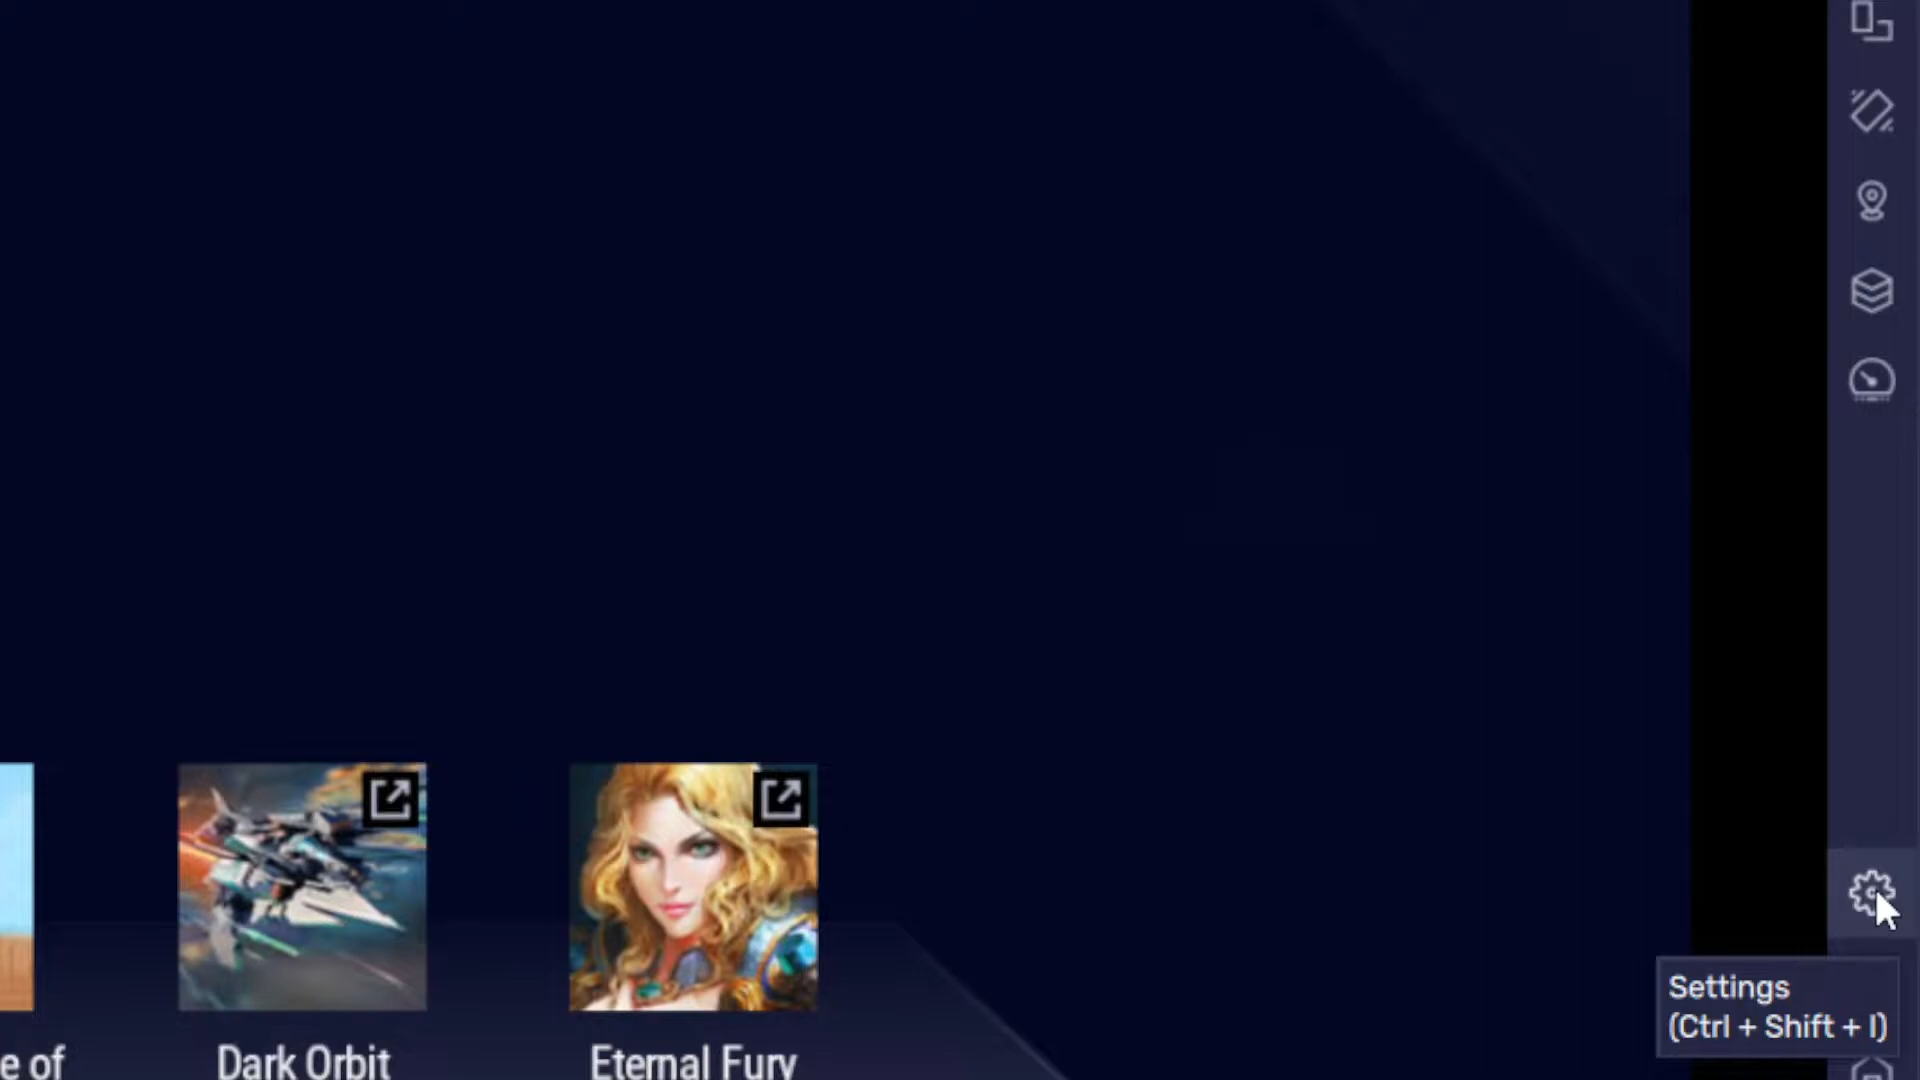 e of
Dark Orbit
Eternal Fury
Settings
(Ctrl + Shift + I)